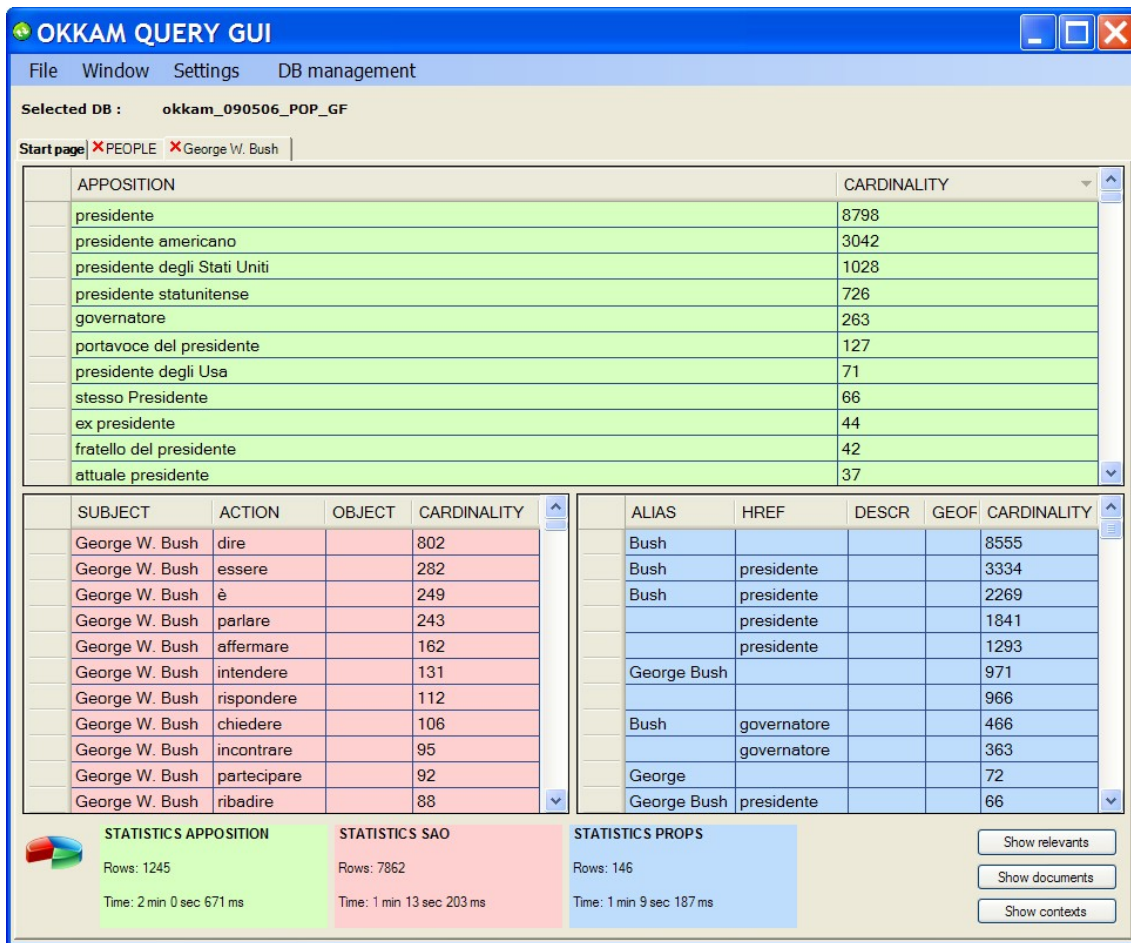 OKKAM QUERY GUI
File Window Settings DB management
Selected DB : okkam_090506_POP_GF
Start page PEOPLE George W. Bush
APPOSITION CARDINALITY
presidente 8798
presidente americano 3042
presidente degli Stati Uniti 1028
presidente statunitense 726
governatore 263
portavoce del presidente 127
presidente degli Usa 71
stesso Presidente 66
ex presidente 44
fratello del presidente 42
attuale presidente 37
SUBJECT ACTION OBJECT CARDINALITY
George W. Bush dire 802
George W. Bush essere 282
George W. Bush è 249
George W. Bush parlare 243
George W. Bush affermare 162
George W. Bush intendere 131
George W. Bush rispondere 112
George W. Bush chiedere 106
George W. Bush incontrare 95
George W. Bush partecipare 92
George W. Bush ribadire 88
ALIAS HREF DESCR GEOF CARDINALITY
Bush 8555
Bush presidente 3334
Bush presidente 2269
presidente 1841
presidente 1293
George Bush 971
966
Bush governatore 466
governatore 363
George 72
George Bush presidente 66
STATISTICS APPOSITION
Rows: 1245
Time: 2 min 0 sec 671 ms
STATISTICS SAO
Rows: 7862
Time: 1 min 13 sec 203 ms
STATISTICS PROPS
Rows: 146
Time: 1 min 9 sec 187 ms
Show relevants
Show documents
Show contexts